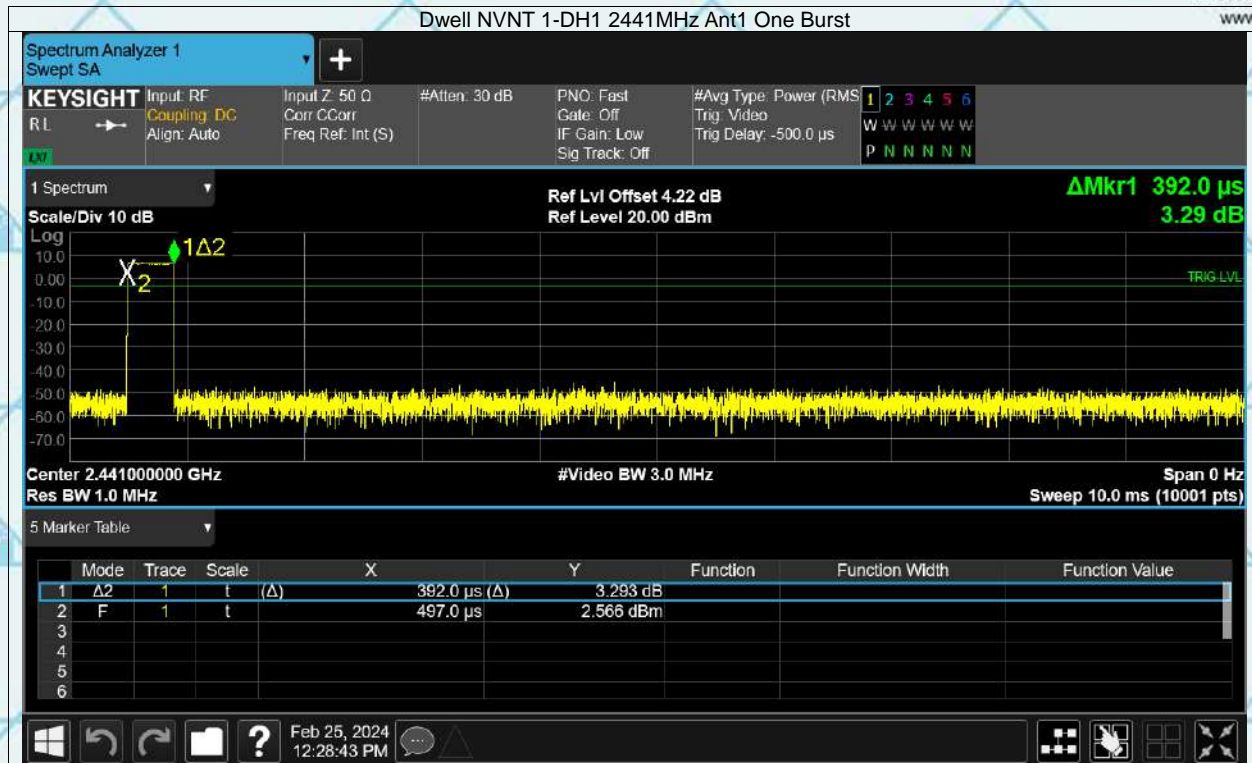 Dwell NVNT 1-DH1 2441MHz Ant1 One Burst
www
Spectrum Analyzer 1
Swept SA
KEYSIGHT
RL
LXI
Input: RF
Coupling: DC
Align: Auto
Input Z: 50 Ω
Corr CCorr
Freq Ref: Int (S)
#Atten: 30 dB
PNO: Fast
Gate: Off
IF Gain: Low
Sig Track: Off
#Avg Type: Power (RMS
Trig: Video
Trig Delay: -500.0 µs
1 2 3 4 5 6
W W W W W W
P N N N N N
1 Spectrum
Scale/Div 10 dB
Ref Lvl Offset 4.22 dB
Ref Level 20.00 dBm
ΔMkr1 392.0 µs
3.29 dB
Log
10.0
0.00
-10.0
-20.0
-30.0
-40.0
-50.0
-60.0
-70.0
1Δ2
X2
TRIG LVL
Center 2.441000000 GHz
#Video BW 3.0 MHz
Span 0 Hz
Res BW 1.0 MHz
Sweep 10.0 ms (10001 pts)
5 Marker Table
Mode Trace Scale X Y Function Function Width Function Value
1 Δ2 1 t (Δ) 392.0 µs (Δ) 3.293 dB
2 F 1 t 497.0 µs 2.566 dBm
3
4
5
6
Feb 25, 2024
12:28:43 PM